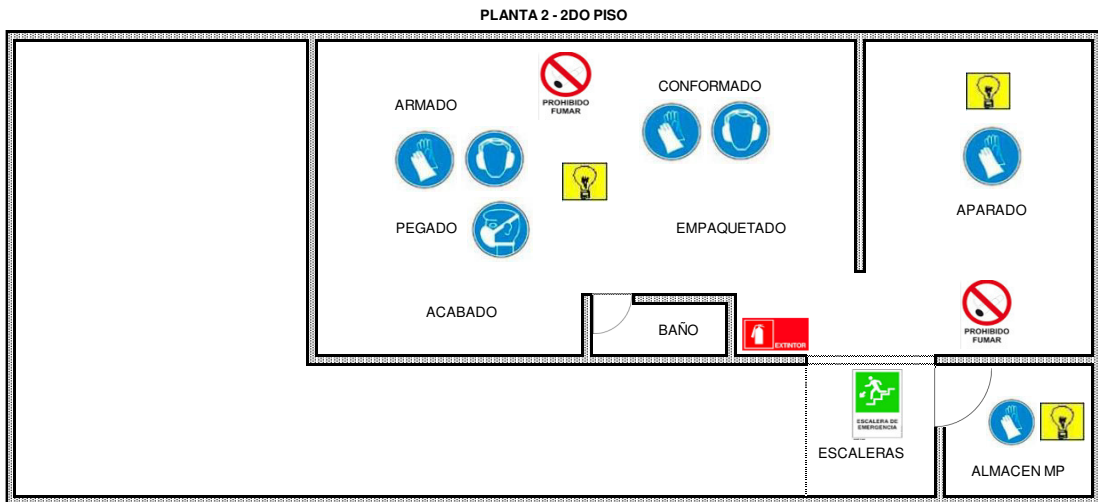 PLANTA 2 - 2DO PISO
PROHIBIDO
FUMAR
CONFORMADO
ARMADO
PEGADO
EMPAQUETADO
APARADO
ACABADO
BAÑO
EXTINTOR
PROHIBIDO
FUMAR
ESCALERA DE
EMERGENCIA
ESCALERAS
ALMACEN MP